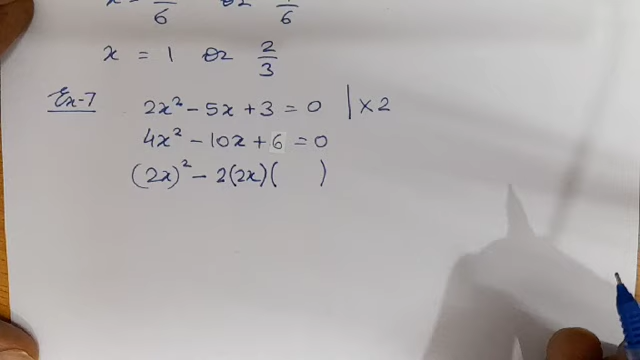 x = 1 or 2/3
Ex-7 2x² - 5x + 3 = 0 | × 2
4x² - 10x + 6 = 0
(2x)² - 2(2x)( )